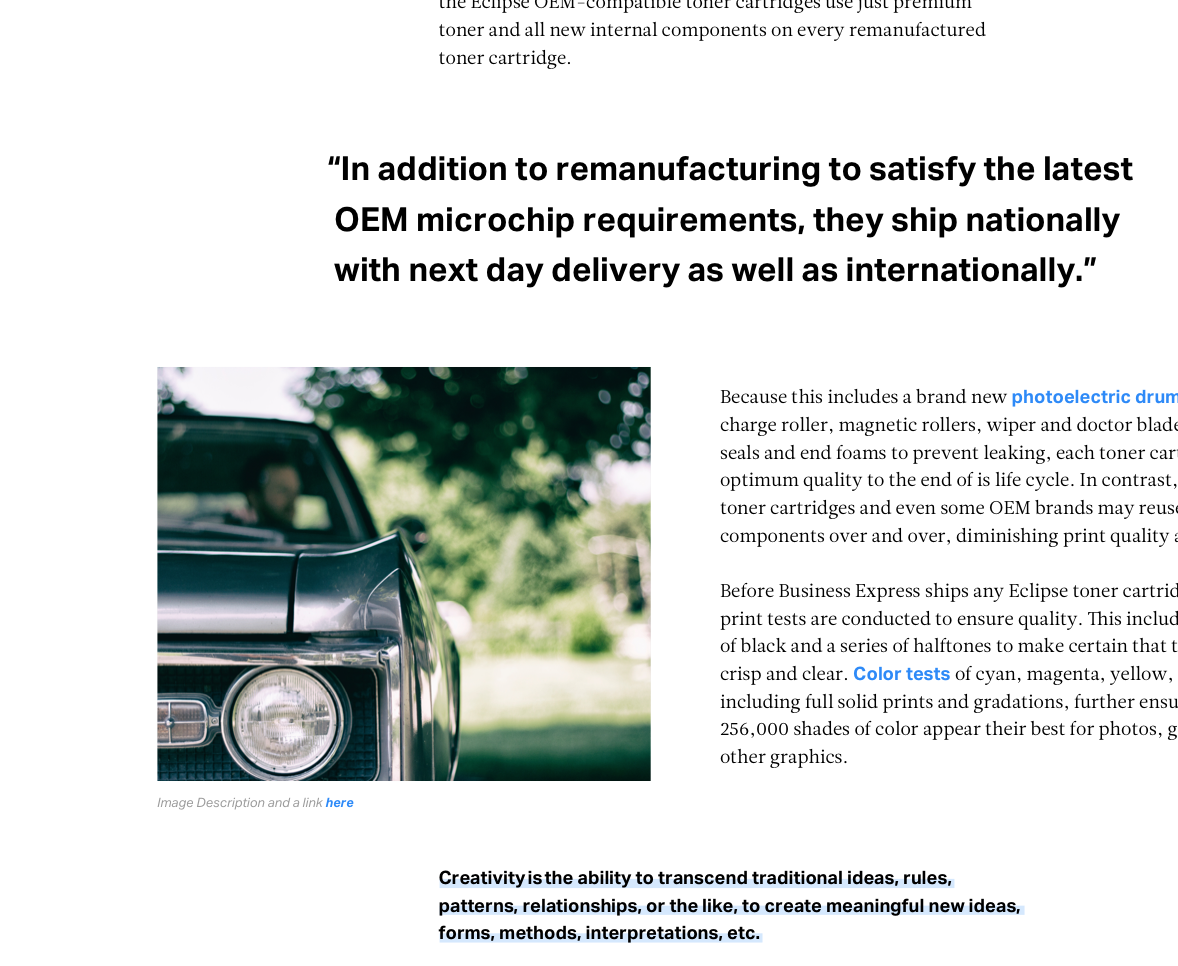 the Eclipse OEM-compatible toner cartridges use just premium
toner and all new internal components on every remanufactured
toner cartridge.
“In addition to remanufacturing to satisfy the latest
OEM microchip requirements, they ship nationally
with next day delivery as well as internationally.”
Because this includes a brand new photoelectric drum
charge roller, magnetic rollers, wiper and doctor blade
seals and end foams to prevent leaking, each toner car
optimum quality to the end of is life cycle. In contrast,
toner cartridges and even some OEM brands may reuse
components over and over, diminishing print quality a
Before Business Express ships any Eclipse toner cartrid
print tests are conducted to ensure quality. This includ
of black and a series of halftones to make certain that t
crisp and clear. Color tests of cyan, magenta, yellow,
including full solid prints and gradations, further ensu
256,000 shades of color appear their best for photos, g
other graphics.
Image Description and a link here
Creativity is the ability to transcend traditional ideas, rules,
patterns, relationships, or the like, to create meaningful new ideas,
forms, methods, interpretations, etc.